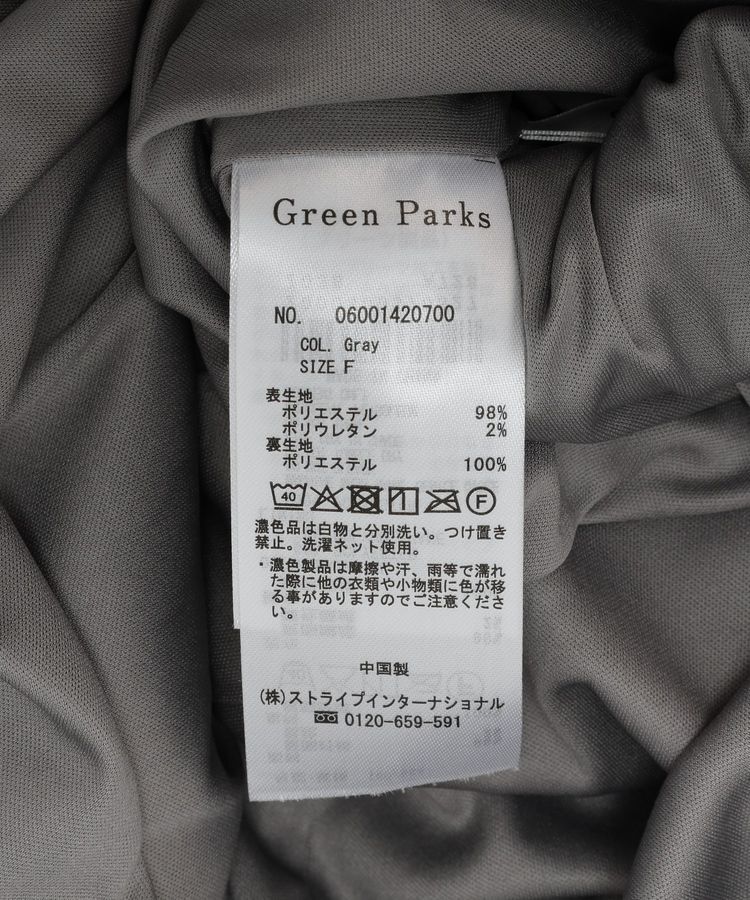 Green Parks
NO. 06001420700
COL. Gray
SIZE F
表生地
ポリエステル 98%
ポリウレタン 2%
裏生地
ポリエステル 100%
40 F
濃色品は白物と分別洗い。つけ置き
禁止。洗濯ネット使用。
・濃色製品は摩擦や汗、雨等で濡れ
た際に他の衣類や小物類に色が移
る事がありますのでご注意くださ
い。
中国製
(株)ストライプインターナショナル
0120-659-591